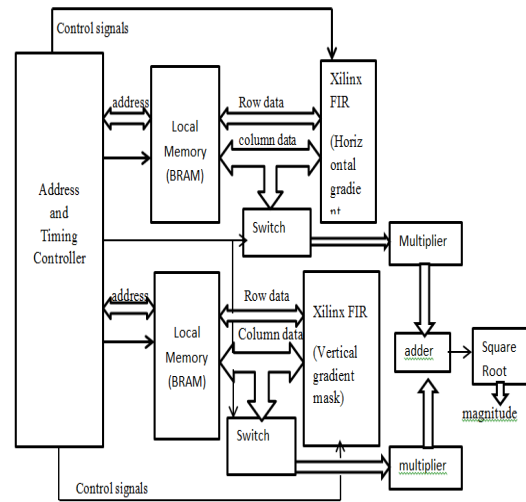 Control signals
Xilinx
FIR
(Horiz
ontal
gradie
nt
address
Row data
column data
Local
Memory
(BRAM)
Address
and
Timing
Controller
Switch
Multiplier
address
Row data
Column data
Local
Memory
(BRAM)
Xilinx FIR
(Vertical
gradient
mask)
adder
Square
Root
magnitude
Switch
multiplier
Control signals